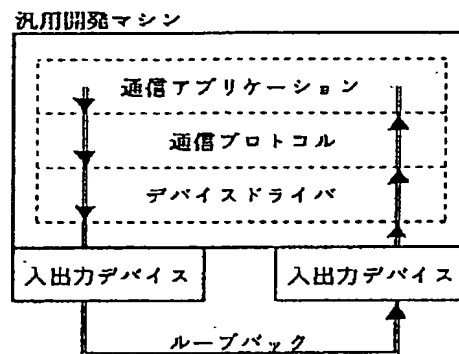 汎用開発マシン
通信アプリケーション
通信プロトコル
デバイスドライバ
入出力デバイス
入出力デバイス
ループバック